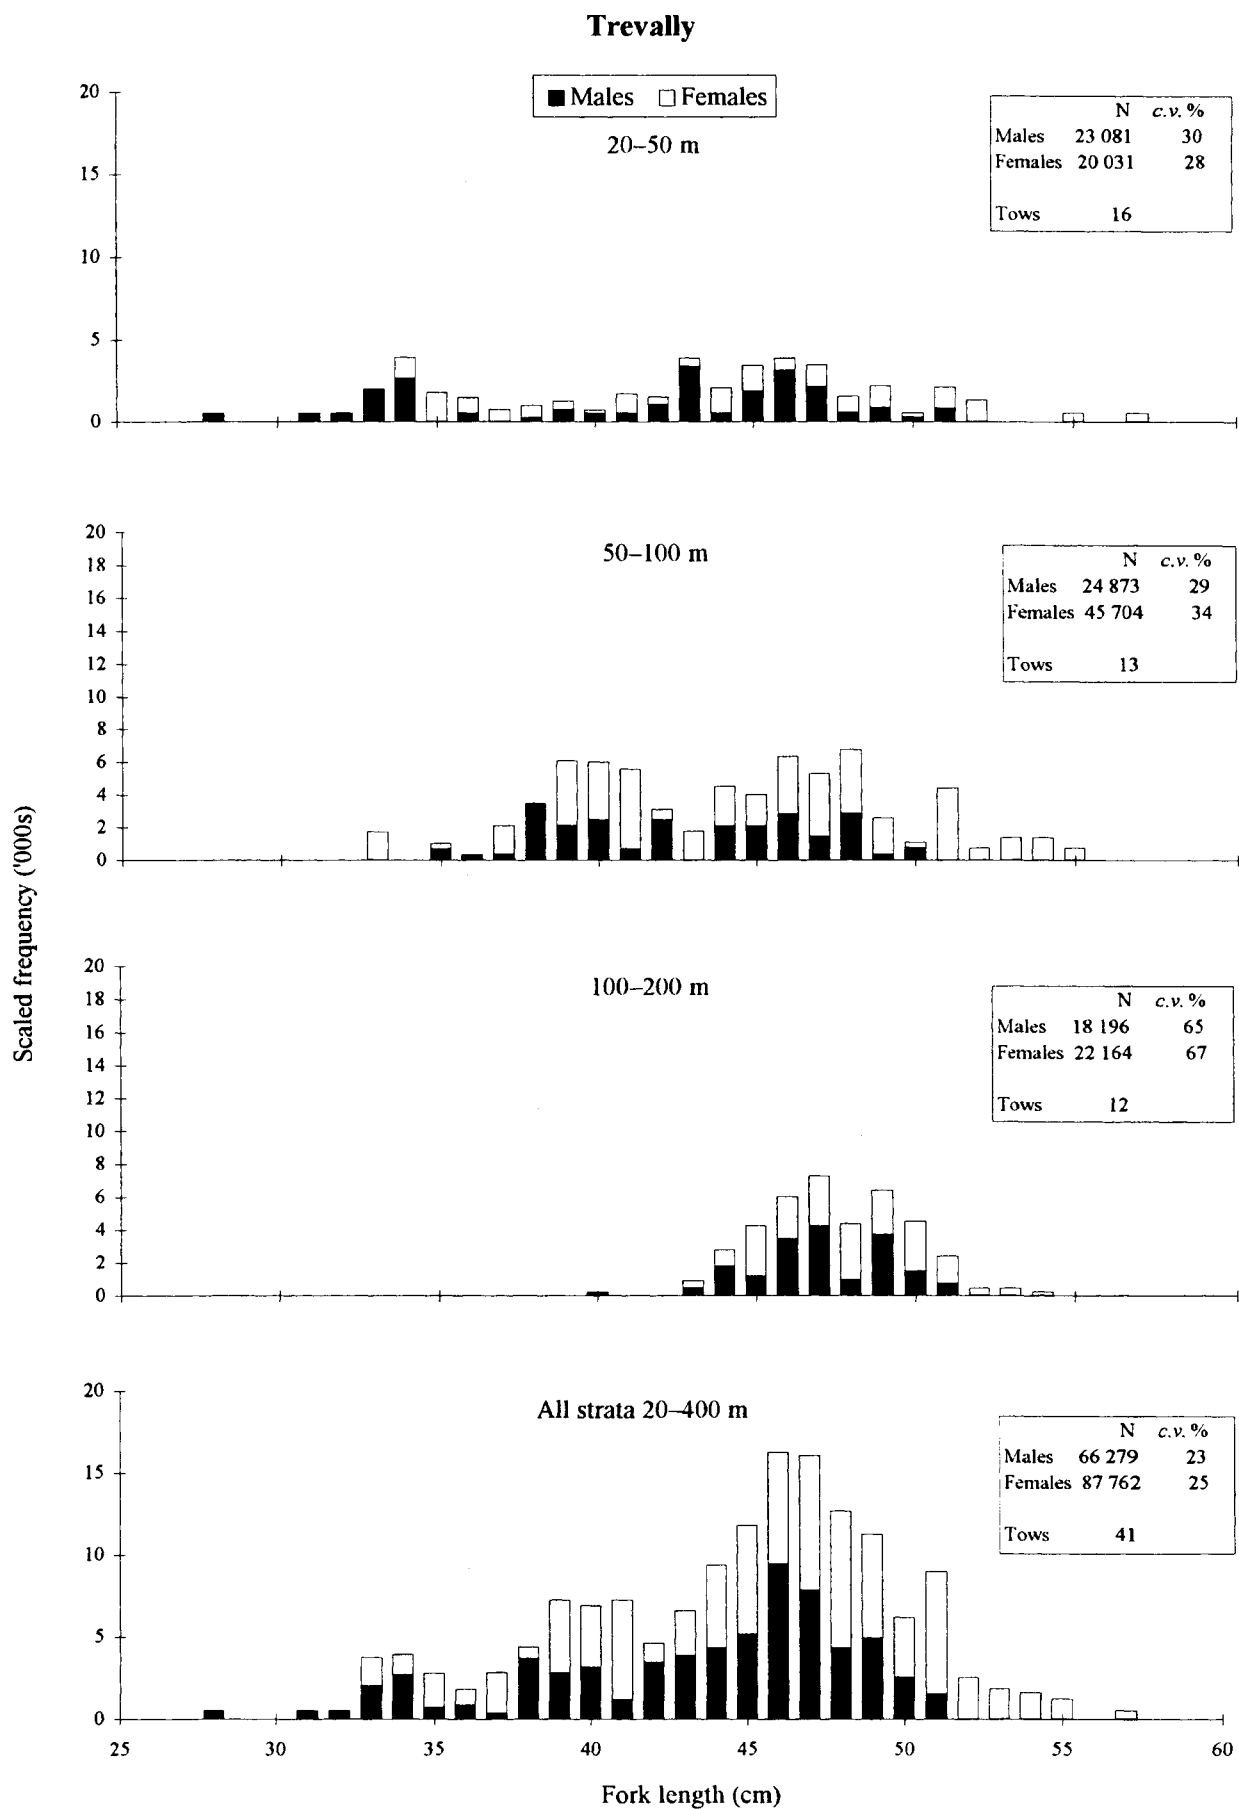 Trevally
Males Females
20–50 m
20
15
10
5
0
N c.v. %
Males 23 081 30
Females 20 031 28
Tows 16
50–100 m
20
18
16
14
12
10
8
6
4
2
0
N c.v. %
Males 24 873 29
Females 45 704 34
Tows 13
Scaled frequency ('000s)
100–200 m
20
18
16
14
12
10
8
6
4
2
0
N c.v. %
Males 18 196 65
Females 22 164 67
Tows 12
All strata 20–400 m
20
15
10
5
0
N c.v. %
Males 66 279 23
Females 87 762 25
Tows 41
25 30 35 40 45 50 55 60
Fork length (cm)